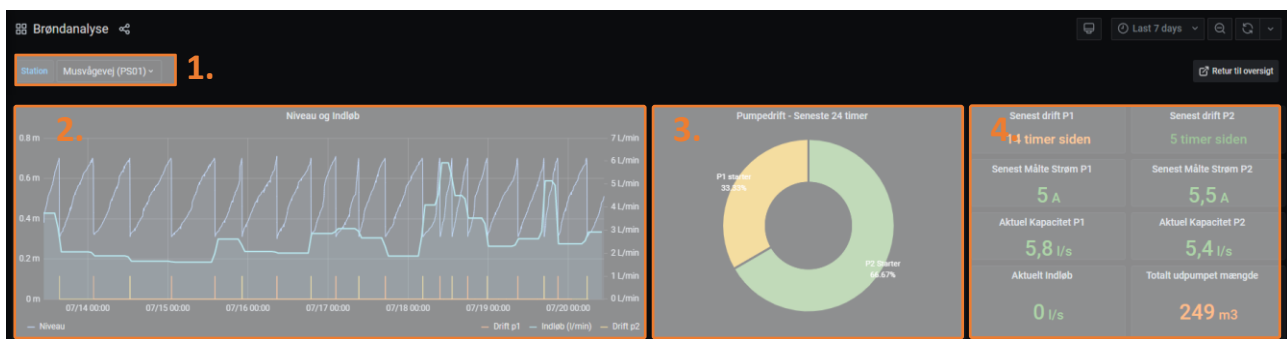 Brøndanalyse
Last 7 days
Station Musvågevej (PS01)
1.
Retur til oversigt
Niveau og Indløb
2.
0.8 m
0.6 m
0.4 m
0.2 m
0 m
7 L/min
6 L/min
5 L/min
4 L/min
3 L/min
2 L/min
1 L/min
0 L/min
07/14 00:00 07/15 00:00 07/16 00:00 07/17 00:00 07/18 00:00 07/19 00:00 07/20 00:00
Niveau Drift p1 Indløb (l/min) Drift p2
Pumpedrift - Seneste 24 timer
3.
P1 starter
33.33%
P2 Starter
66.67%
4.
Senest drift P1 Senest drift P2
14 timer siden 5 timer siden
Senest Målte Strøm P1 Senest Målte Strøm P2
5 A 5,5 A
Aktuel Kapacitet P1 Aktuel Kapacitet P2
5,8 l/s 5,4 l/s
Aktuelt Indløb Totalt udpumpet mængde
0 l/s 249 m3